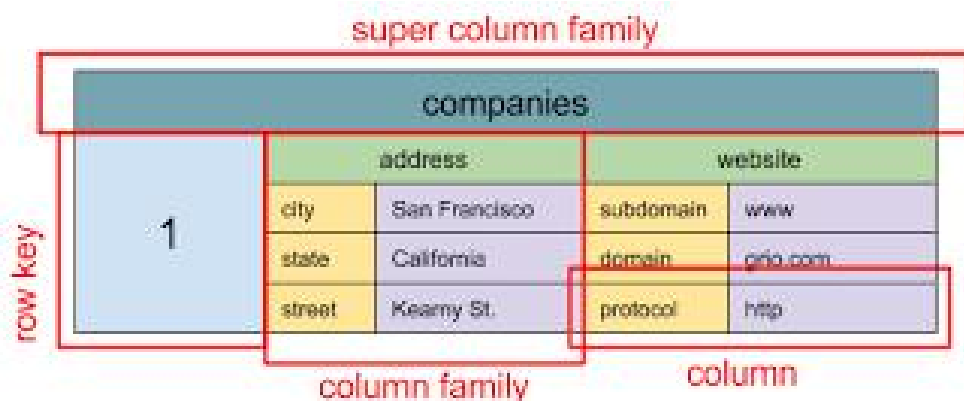 super column family
companies
address website
1
city San Francisco subdomain www
state California domain grio.com
street Kearny St. protocol http
row key
column family
column